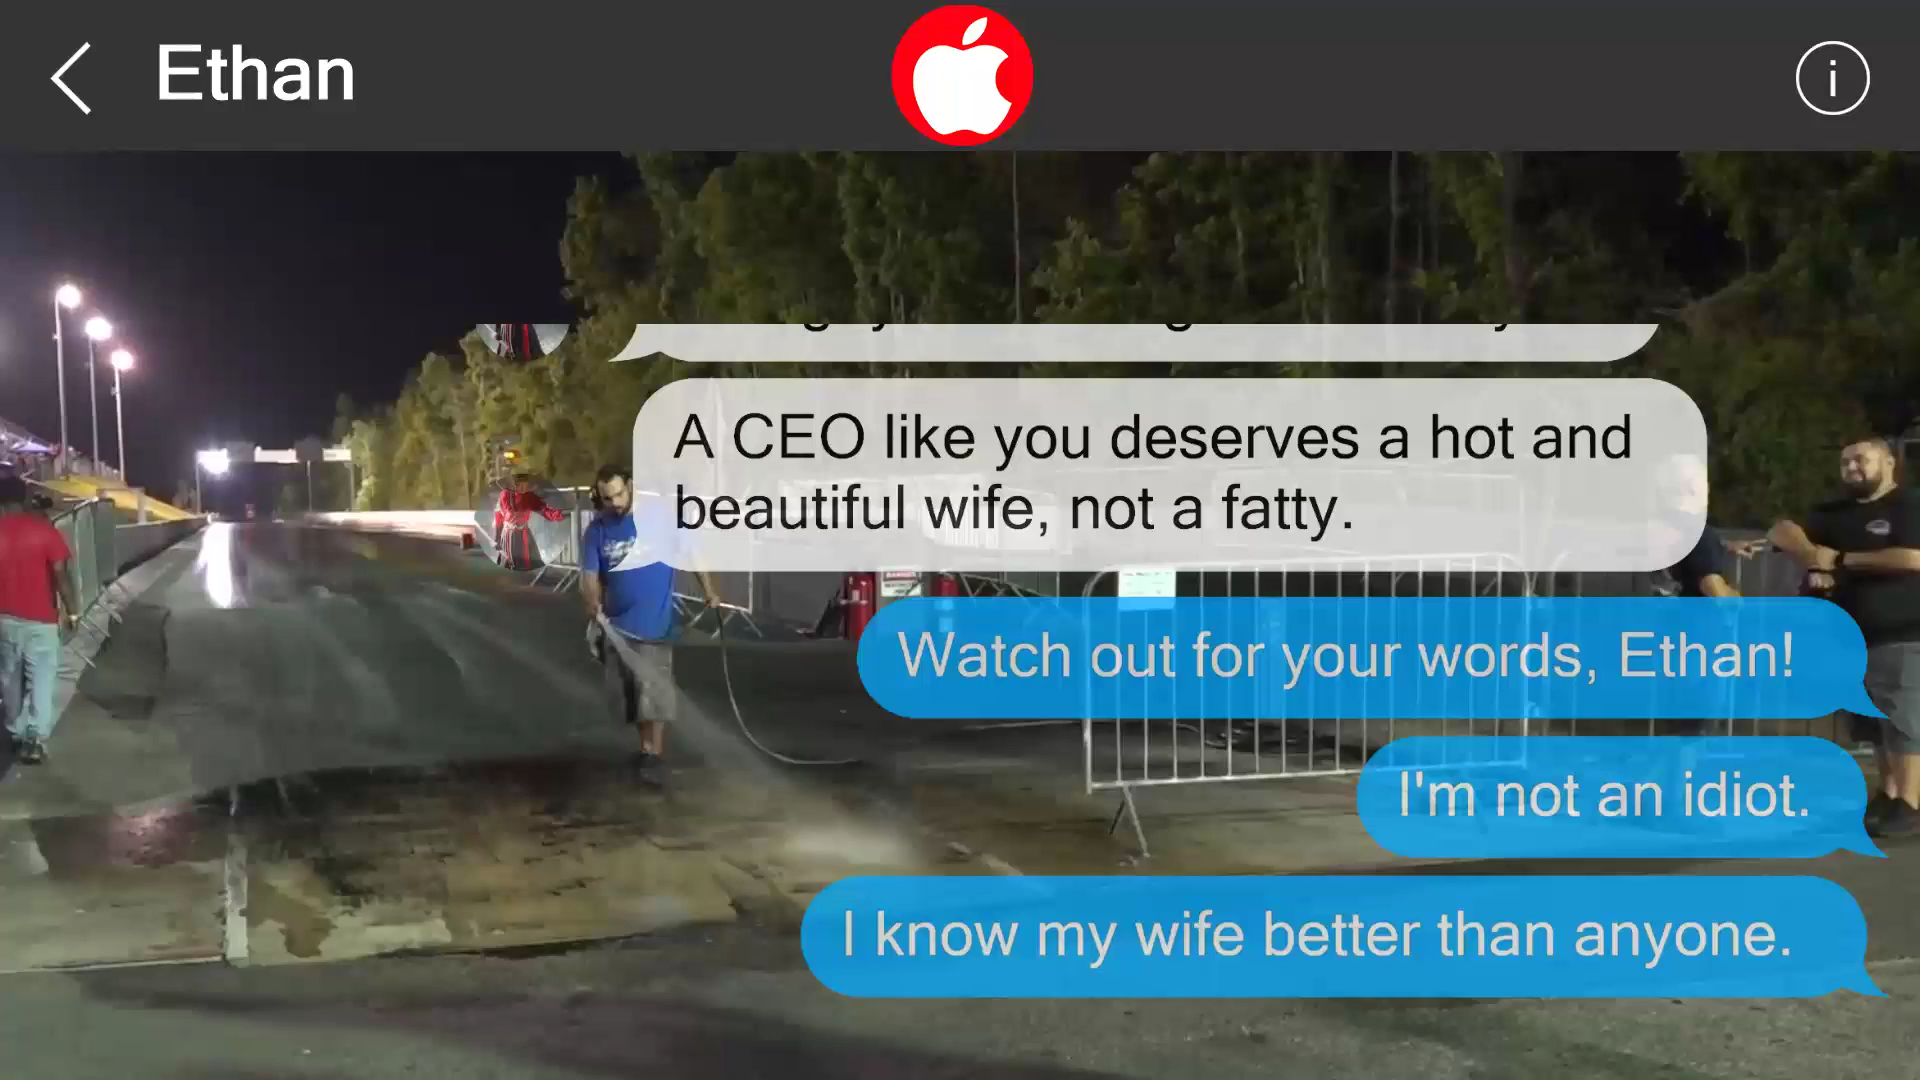 Ethan
A CEO like you deserves a hot and
beautiful wife, not a fatty.
Watch out for your words, Ethan!
I'm not an idiot.
I know my wife better than anyone.